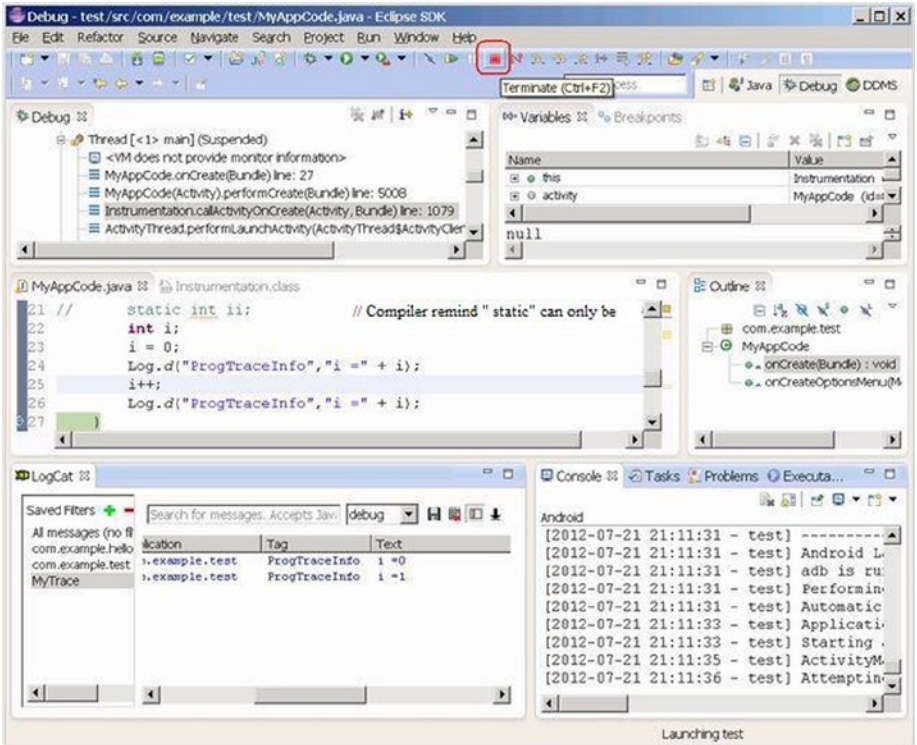 Debug - test/src/com/example/test/MyAppCode.java - Eclipse SDK
File Edit Refactor Source Navigate Search Project Run Window Help
Terminate (Ctrl+F2)
Java Debug DDMS
Debug
Thread [<1> main] (Suspended)
<VM does not provide monitor information>
MyAppCode.onCreate(Bundle) line: 27
MyAppCode(Activity).performCreate(Bundle) line: 5008
Instrumentation.callActivityOnCreate(Activity, Bundle) line: 1079
ActivityThread.performLaunchActivity(ActivityThread$ActivityClier
Variables Breakpoints
Name Value
this Instrumentation
activity MyAppCode (id=
null
MyAppCode.java Instrumentation.class
21 // static int ii; // Compiler remind " static" can only be
22 int i;
23 i = 0;
24 Log.d("ProgTraceInfo","i =" + i);
25 i++;
26 Log.d("ProgTraceInfo","i =" + i);
27 }
Outline
com.example.test
MyAppCode
onCreate(Bundle) : void
onCreateOptionsMenu(M
LogCat
Saved Filters
All messages (no fi
com.example.hello
com.example.test
MyTrace
Search for messages. Accepts Java debug
lication Tag Text
.example.test ProgTraceInfo i =0
.example.test ProgTraceInfo i =1
Console Tasks Problems Executa...
Android
[2012-07-21 21:11:31 - test] ----------
[2012-07-21 21:11:31 - test] Android L
[2012-07-21 21:11:31 - test] adb is ru
[2012-07-21 21:11:31 - test] Performin
[2012-07-21 21:11:31 - test] Automatic
[2012-07-21 21:11:33 - test] Applicati
[2012-07-21 21:11:33 - test] Starting
[2012-07-21 21:11:35 - test] ActivityM
[2012-07-21 21:11:36 - test] Attemptin
Launching test